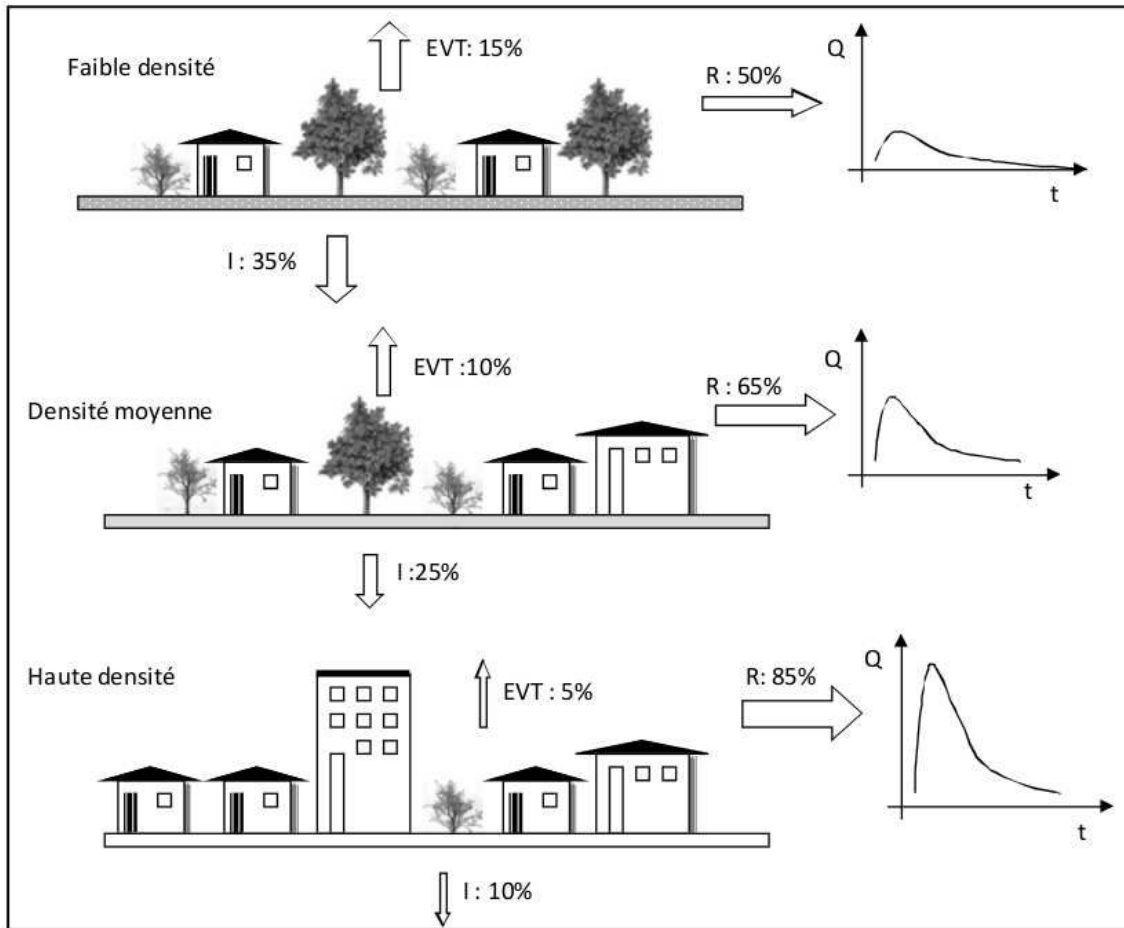 EVT: 15%
Faible densité
R : 50%
Q
t
I : 35%
EVT :10%
Densité moyenne
R : 65%
Q
t
I :25%
Haute densité
EVT : 5%
R: 85%
Q
t
I : 10%